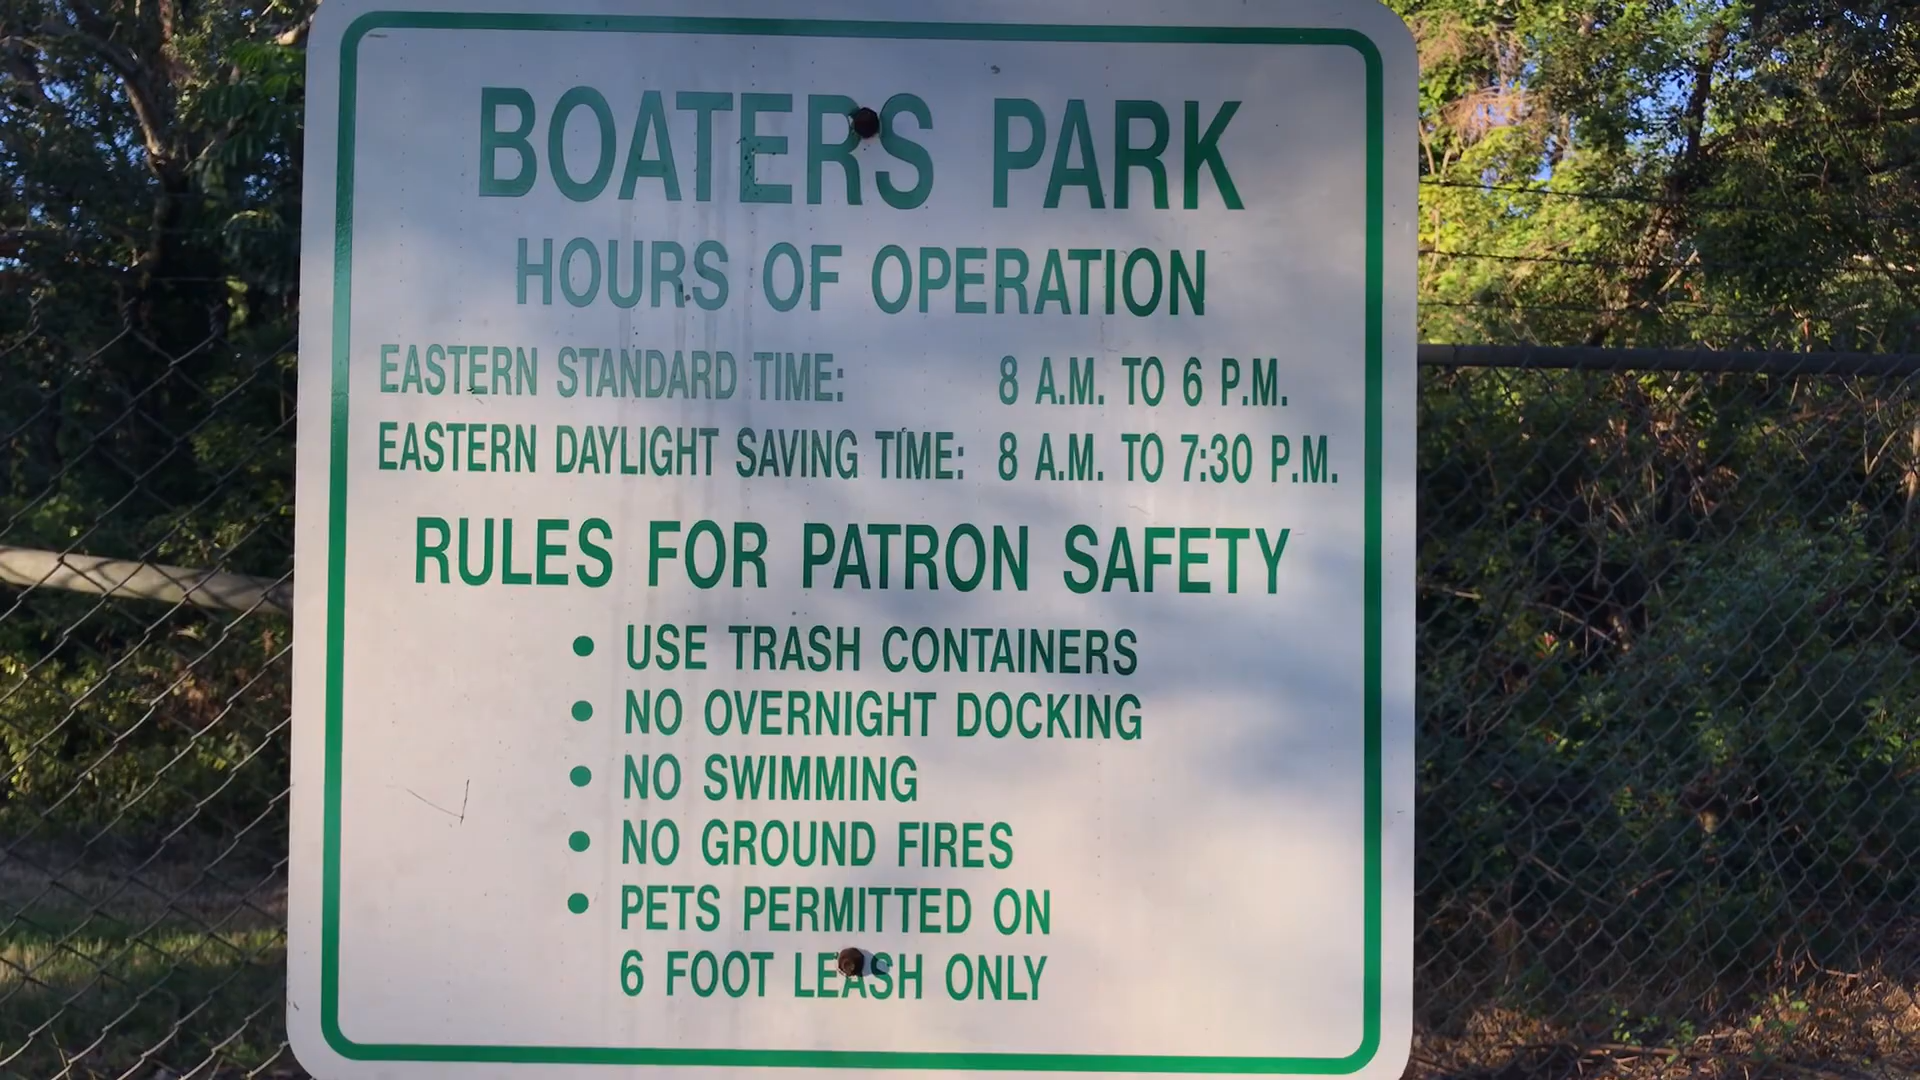 BOATERS PARK
HOURS OF OPERATION
EASTERN STANDARD TIME: 8 A.M. TO 6 P.M.
EASTERN DAYLIGHT SAVING TIME: 8 A.M. TO 7:30 P.M.
RULES FOR PATRON SAFETY
• USE TRASH CONTAINERS
• NO OVERNIGHT DOCKING
• NO SWIMMING
• NO GROUND FIRES
• PETS PERMITTED ON
6 FOOT LEASH ONLY